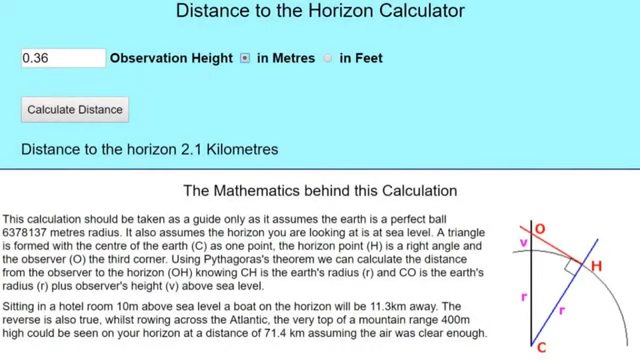 Distance to the Horizon Calculator
0.36 Observation Height in Metres in Feet
Calculate Distance
Distance to the horizon 2.1 Kilometres
The Mathematics behind this Calculation
This calculation should be taken as a guide only as it assumes the earth is a perfect ball
6378137 metres radius. It also assumes the horizon you are looking at is at sea level. A triangle
is formed with the centre of the earth (C) as one point, the horizon point (H) is a right angle and
the observer (O) the third corner. Using Pythagoras's theorem we can calculate the distance
from the observer to the horizon (OH) knowing CH is the earth's radius (r) and CO is the earth's
radius (r) plus observer's height (v) above sea level.
Sitting in a hotel room 10m above sea level a boat on the horizon will be 11.3km away. The
reverse is also true, whilst rowing across the Atlantic, the very top of a mountain range 400m
high could be seen on your horizon at a distance of 71.4 km assuming the air was clear enough.
O
v
H
r
r
C